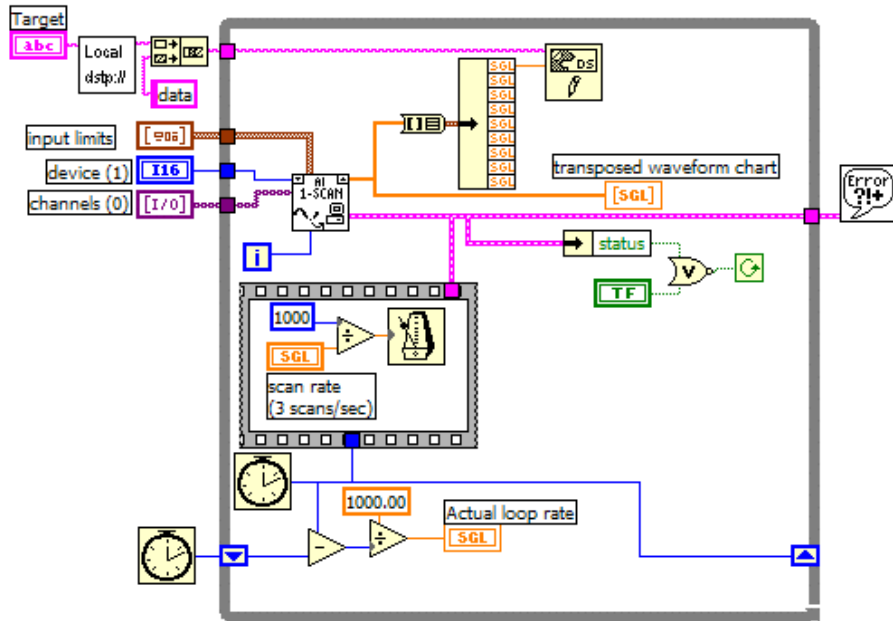 Target
abc
Local
dstp://
data
input limits
device (1)
I16
channels (0)
[I/O]
AI
1-SCAN
i
SGL
SGL
SGL
SGL
SGL
SGL
SGL
SGL
SGL
DS
transposed waveform chart
[SGL]
Error
?!+
status
V
TF
1000
÷
SGL
scan rate
(3 scans/sec)
1000.00
-
÷
Actual loop rate
SGL